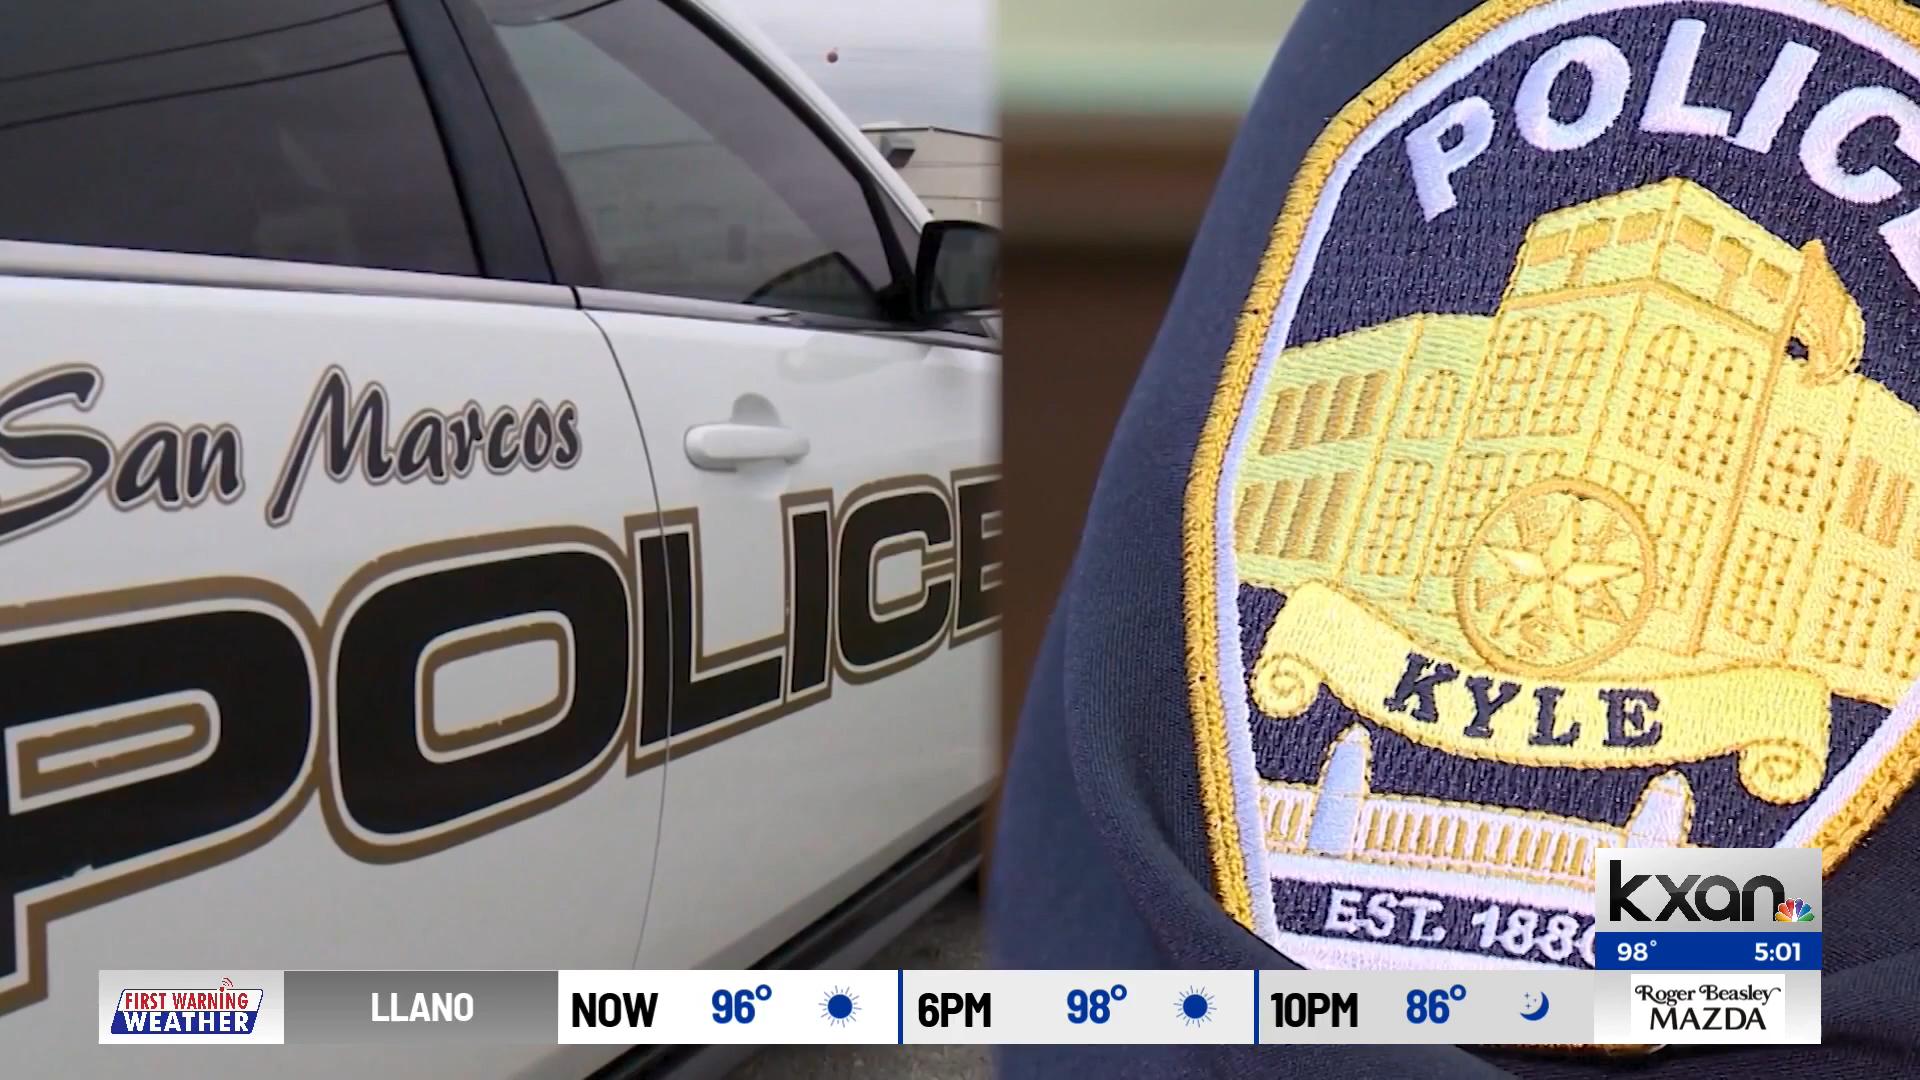 San Marcos
POLICE
POLICE
KYLE
EST. 188
kxan
98° 5:01
FIRST WARNING
WEATHER
LLANO
NOW 96°
6PM 98°
10PM 86°
Roger Beasley
MAZDA